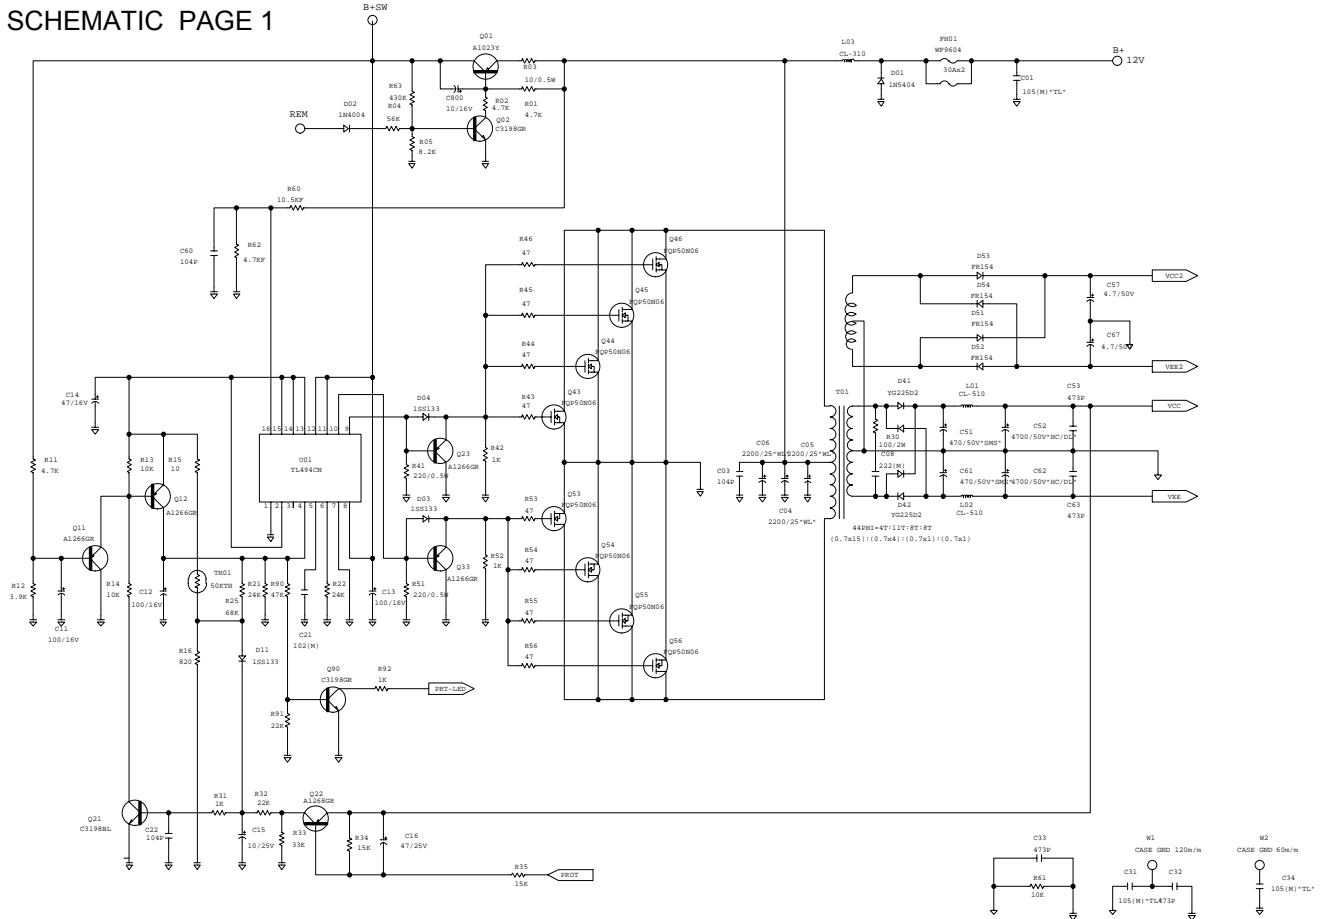 SCHEMATIC PAGE 1
B+SW
Q01
A1023Y
R03
10/0.5W
L03
CL-310
FH01
WF9604
30Ax2
B+
12V
D01
1N5404
C01
105(M)"TL"
R63
430K
R04
56K
C800
10/16V
R02
4.7K
R01
4.7K
Q02
C3198GR
REM
D02
1N4004
R05
8.2K
R60
10.5KF
C60
104P
R62
4.7KF
R46
47
Q46
FQP50N06
R45
47
Q45
FQP50N06
R44
47
Q44
FQP50N06
R43
47
Q43
FQP50N06
D53
FR154
D54
FR154
D51
FR154
D52
FR154
C57
4.7/50V
C67
4.7/50
VCC2
VEE2
C14
47/16V
D04
1SS133
Q23
A1266GR
R42
1K
R41
220/0.5W
16 15 14 13 12 11 10 9
U01
TL494CN
1 2 3 4 5 6 7 8
T01
D41
YG225D2
L01
CL-510
C53
473P
VCC
R30
100/2W
C08
222(M)
C51
470/50V"SMS"
C52
4700/50V"HC/DL"
C61
470/50V"SMS"
C62
4700/50V"HC/DL"
D42
YG225D2
L02
CL-510
C63
473P
VEE
C06
2200/25"WL"
C05
2200/25"WL"
C03
104P
C04
2200/25"WL"
44PHI=4T:11T:8T:8T
(0.7x15):(0.7x4):(0.7x1):(0.7x1)
R11
4.7K
R13
10K
R15
10
Q12
A1266GR
Q11
A1266GR
D03
1SS133
Q33
A1266GR
R52
1K
R51
220/0.5W
R53
47
Q53
FQP50N06
R54
47
Q54
FQP50N06
R55
47
Q55
FQP50N06
R56
47
Q56
FQP50N06
R12
3.9K
C11
100/16V
R14
10K
C12
100/16V
TH01
50KTH
R21
24K
R90
47K
R25
68K
C21
102(M)
R22
24K
C13
100/16V
R16
820
D11
1SS133
Q90
C3198GR
R92
1K
PRT-LED
R91
22K
Q21
C3198BL
C22
104P
R31
1K
R32
22K
Q22
A1268GR
C15
10/25V
R33
33K
R34
15K
C16
47/25V
R35
15K
PROT
C33
473P
R61
10K
W1
CASE GND 120m/m
C31
C32
105(M)"TL"
473P
W2
CASE GND 60m/m
C34
105(M)"TL"